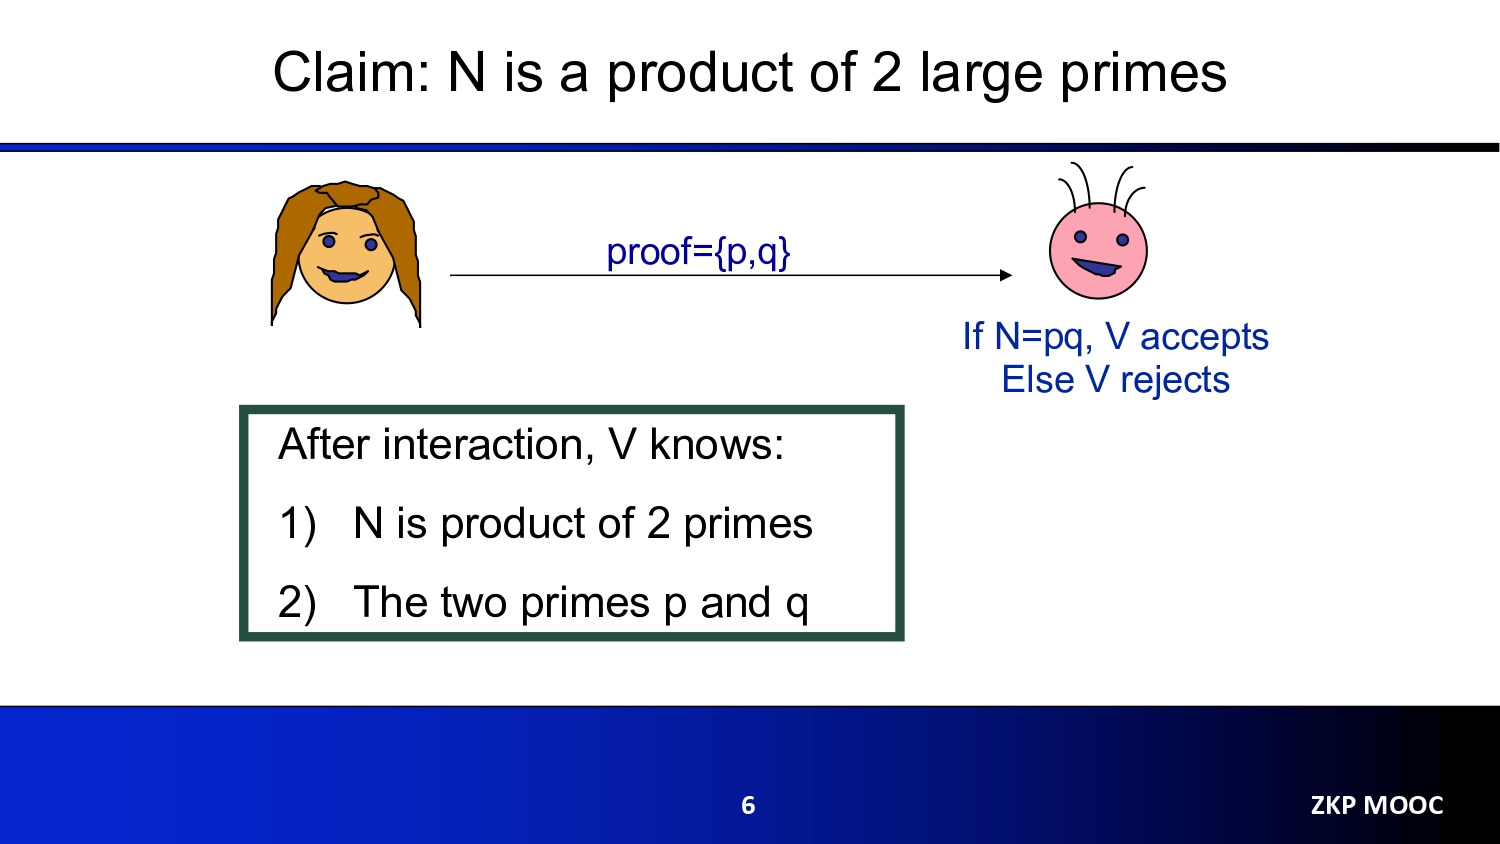 Claim: N is a product of 2 large primes
proof={p,q}
If N=pq, V accepts
Else V rejects
After interaction, V knows:
1) N is product of 2 primes
2) The two primes p and q
6
ZKP MOOC